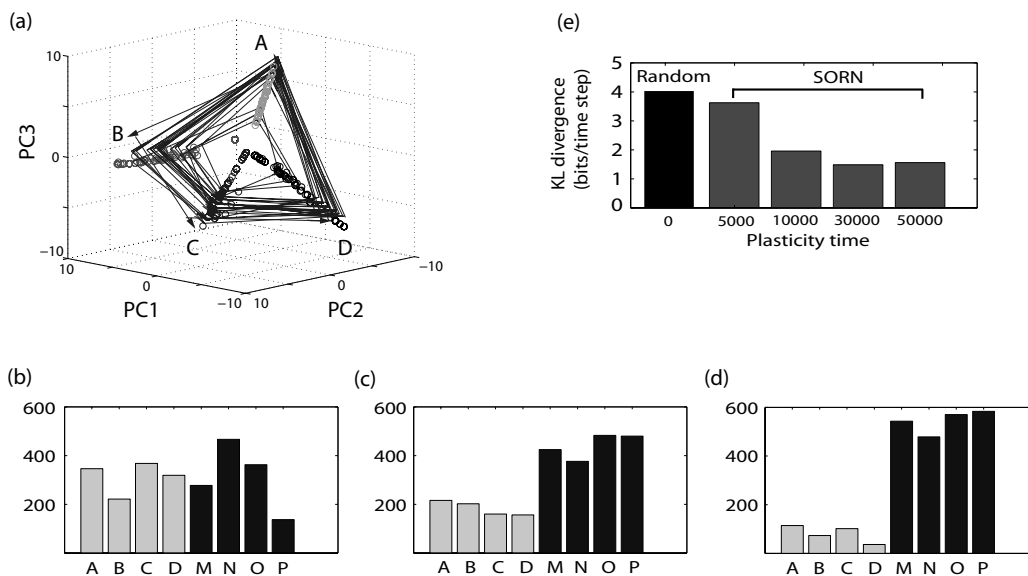 (a)
A
B
C
D
10
0
−10
PC3
10
0
−10
PC1
10
0
−10
PC2
(e)
Random
SORN
5
4
3
2
1
0
KL divergence
(bits/time step)
0 5000 10000 30000 50000
Plasticity time
(b)
600
400
200
A B C D M N O P
(c)
600
400
200
A B C D M N O P
(d)
600
400
200
A B C D M N O P